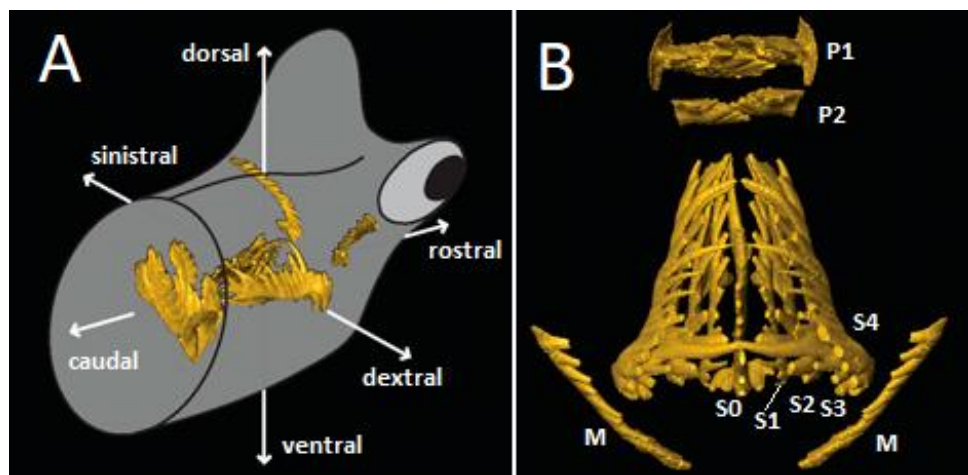 A
dorsal
sinistral
rostral
caudal
dextral
ventral
B
P1
P2
S4
S0
S1
S2
S3
M
M